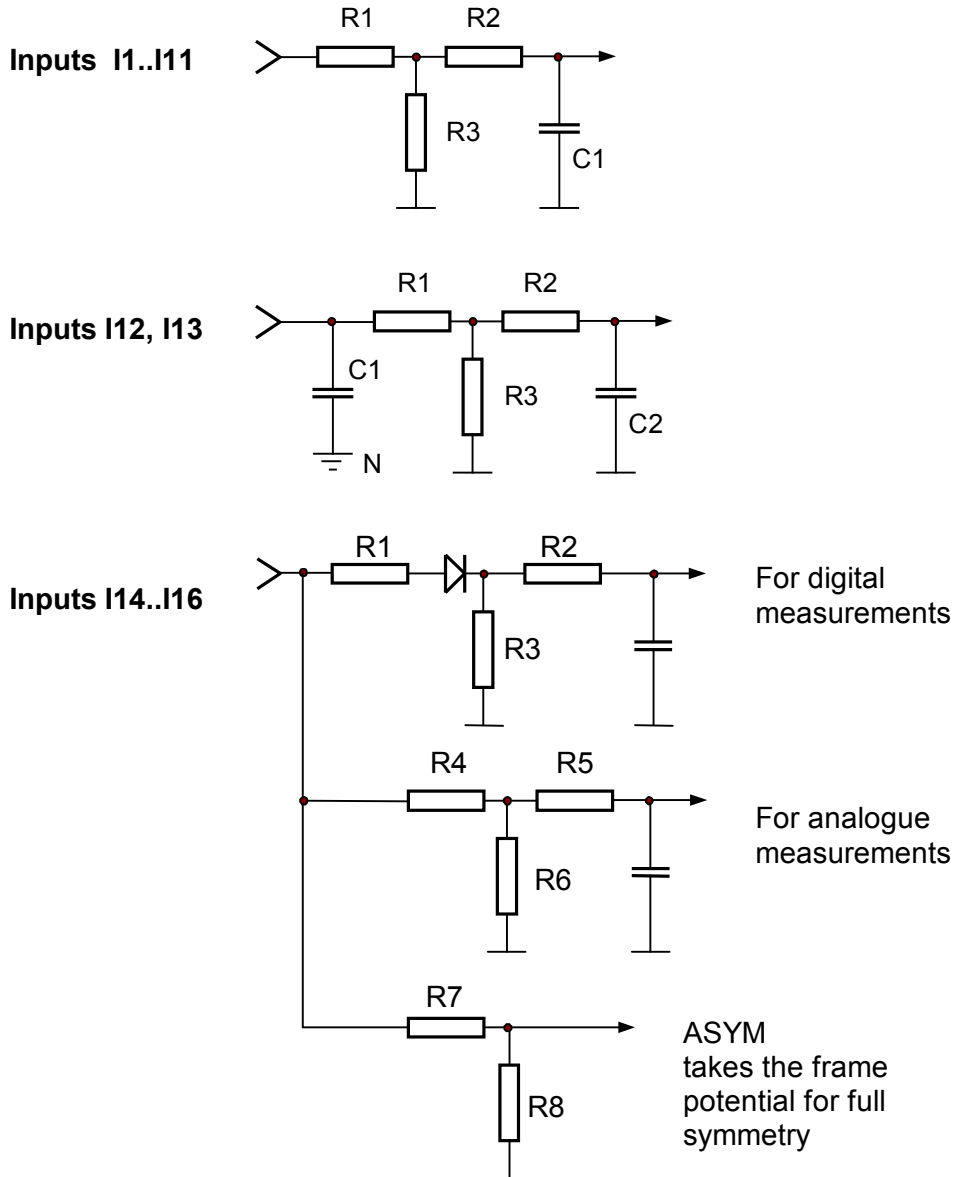 R1 R2
Inputs I1..I11
R3
C1
R1 R2
Inputs I12, I13
C1
R3
C2
N
R1 R2
Inputs I14..I16
For digital
measurements
R3
R4 R5
For analogue
measurements
R6
R7
ASYM
takes the frame
potential for full
symmetry
R8